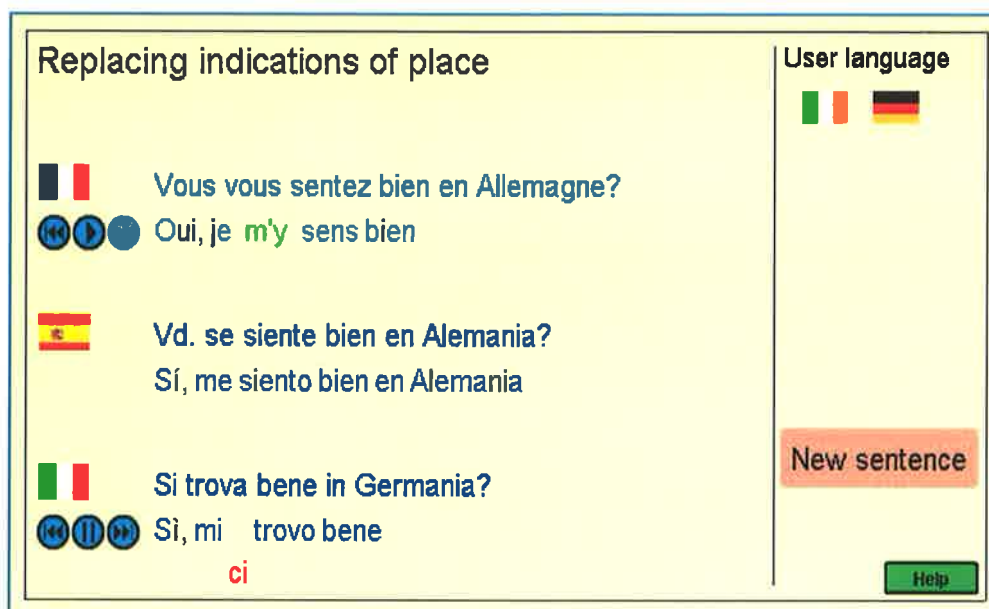 Replacing indications of place
User language
Vous vous sentez bien en Allemagne?
Oui, je m'y sens bien
Vd. se siente bien en Alemania?
Sí, me siento bien en Alemania
New sentence
Si trova bene in Germania?
Sì, mi trovo bene
ci
Help